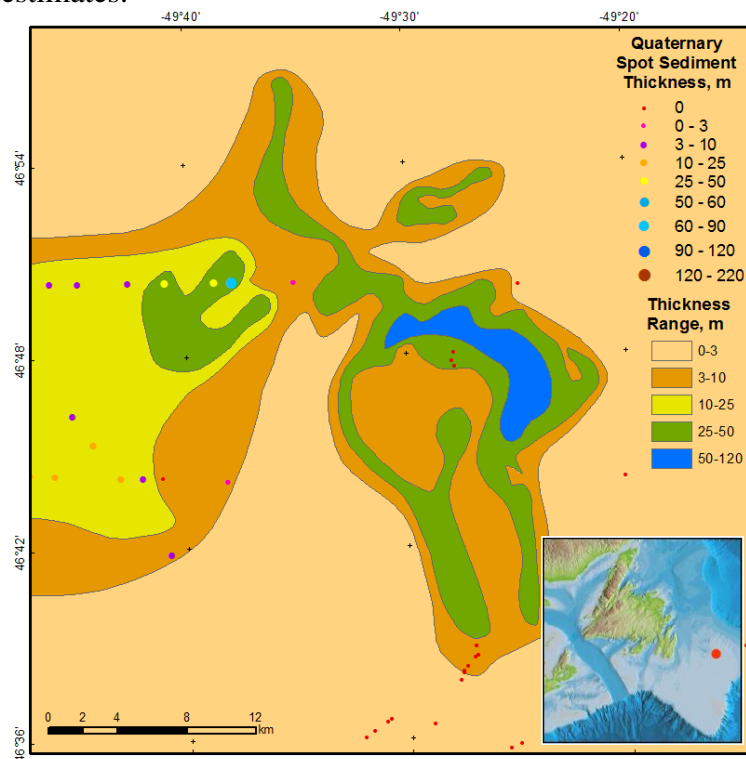 estimates.
-49°40'
-49°30'
-49°20'
Quaternary
Spot Sediment
Thickness, m
0
0 - 3
3 - 10
10 - 25
25 - 50
50 - 60
60 - 90
90 - 120
120 - 220
Thickness
Range, m
0-3
3-10
10-25
25-50
50-120
46°54'
46°48'
46°42'
46°36'
0 2 4 8 12
km